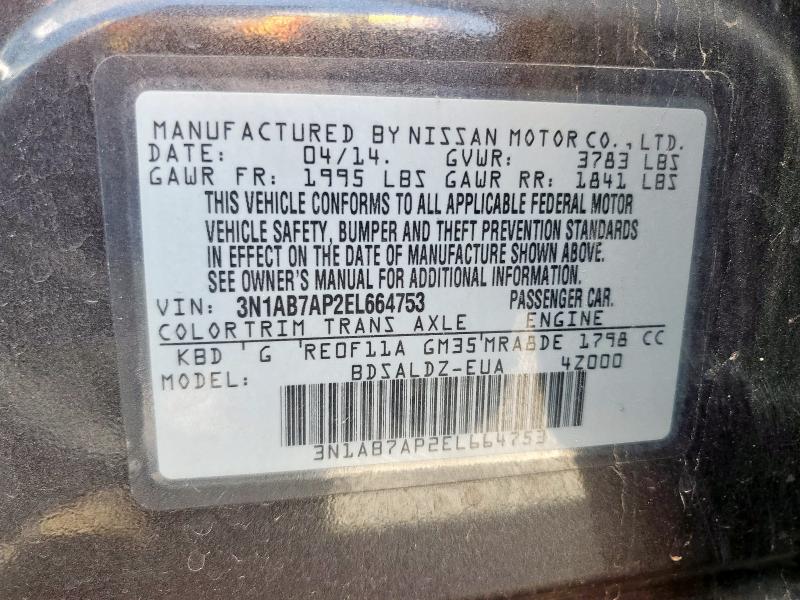 MANUFACTURED BY NISSAN MOTOR CO., LTD.
DATE: 04/14. GVWR: 3783 LBS
GAWR FR: 1995 LBS GAWR RR: 1841 LBS
THIS VEHICLE CONFORMS TO ALL APPLICABLE FEDERAL MOTOR
VEHICLE SAFETY, BUMPER AND THEFT PREVENTION STANDARDS
IN EFFECT ON THE DATE OF MANUFACTURE SHOWN ABOVE.
SEE OWNER'S MANUAL FOR ADDITIONAL INFORMATION.
VIN: 3N1AB7AP2EL664753 PASSENGER CAR.
COLOR TRIM TRANS AXLE ENGINE
KBD ' G 'RE0F11A GM35'MRA8DE 1798 CC
MODEL: BDSALDZ-EUA 4Z000
3N1AB7AP2EL664753